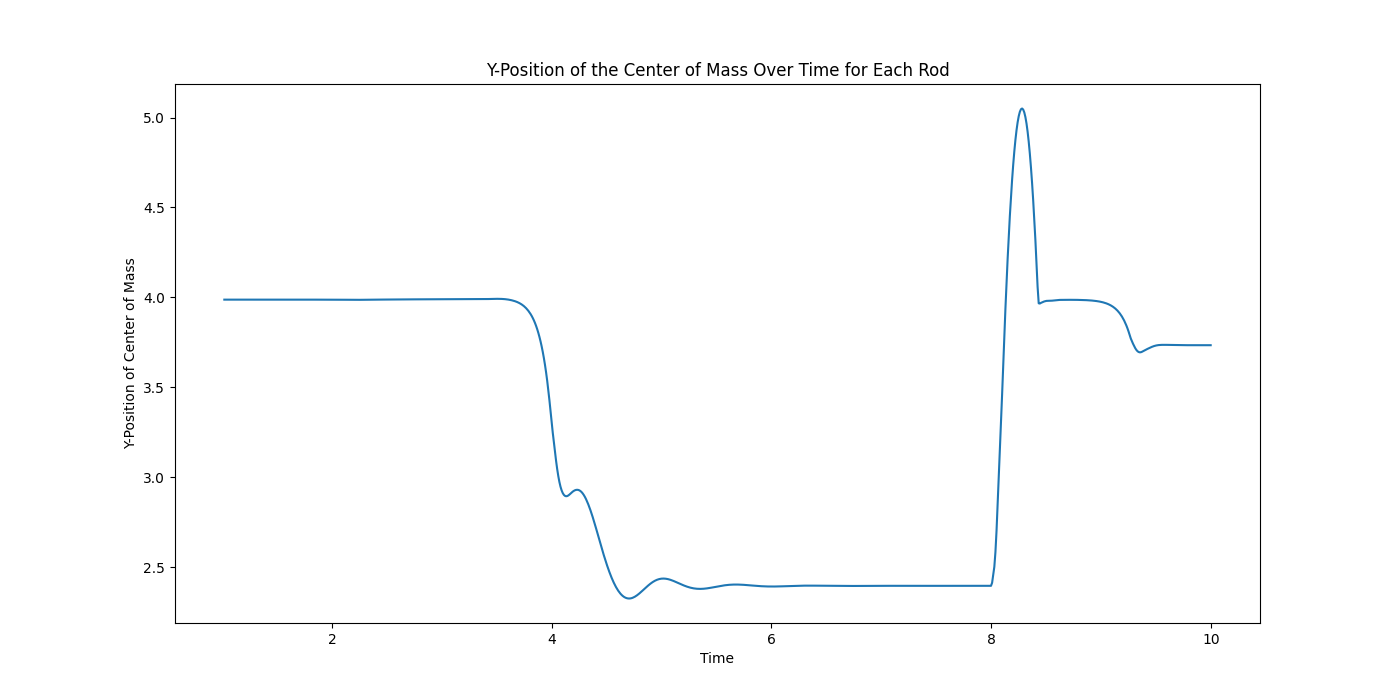 Y-Position of the Center of Mass Over Time for Each Rod
5.0
4.5
4.0
3.5
3.0
2.5
Y-Position of Center of Mass
2 4 6 8 10
Time